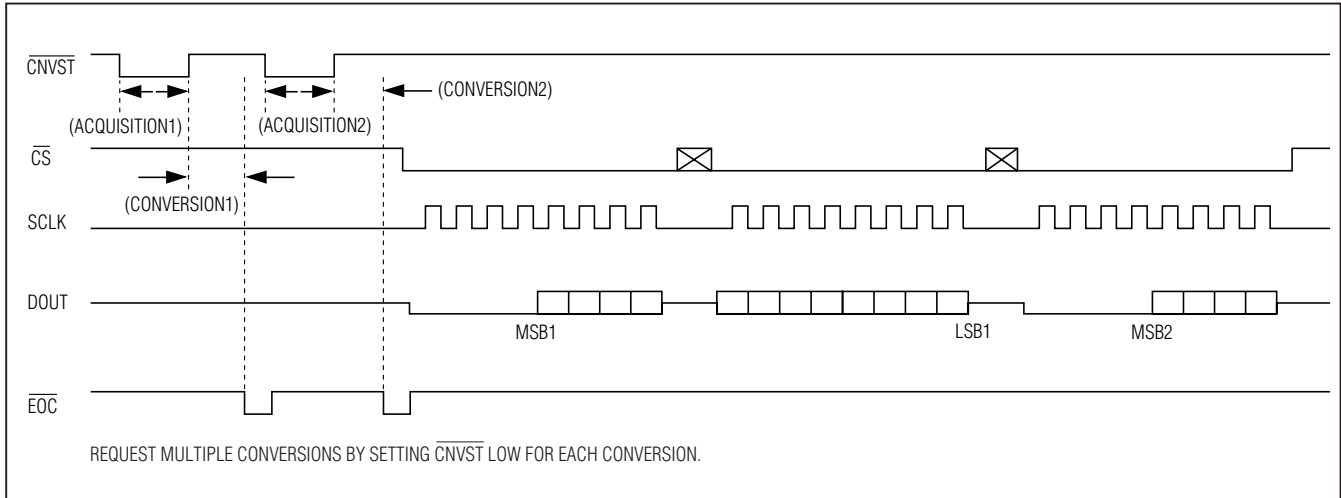 CNVST
(CONVERSION2)
(ACQUISITION1) (ACQUISITION2)
CS
(CONVERSION1)
SCLK
DOUT
MSB1 LSB1 MSB2
EOC
REQUEST MULTIPLE CONVERSIONS BY SETTING CNVST LOW FOR EACH CONVERSION.